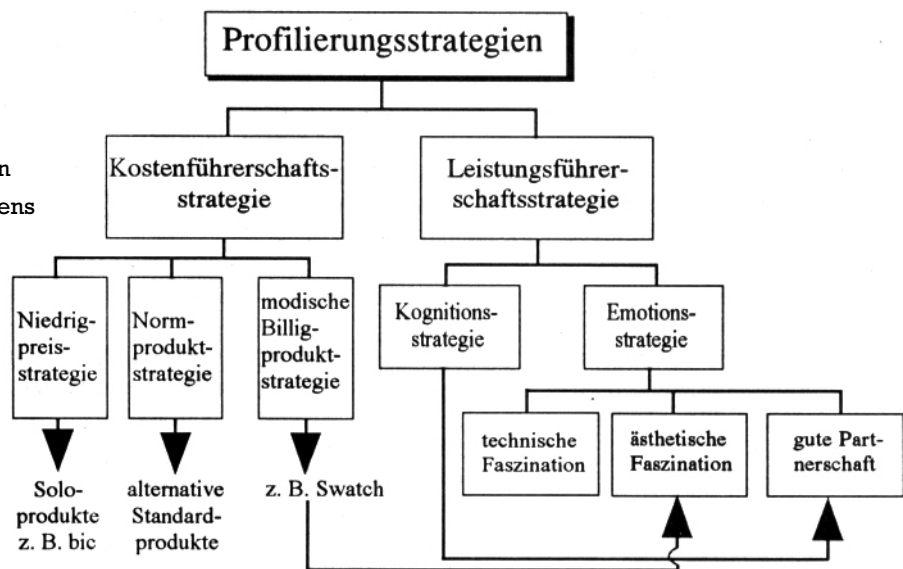 Profilierungsstrategien
n
ens
Kostenführerschafts-
strategie
Leistungsführer-
schaftsstrategie
Niedrig-
preis-
strategie
Norm-
produkt-
strategie
modische
Billig-
produkt-
strategie
Kognitions-
strategie
Emotions-
strategie
technische
Faszination
ästhetische
Faszination
gute Part-
nerschaft
Solo-
produkte
z. B. bic
alternative
Standard-
produkte
z. B. Swatch